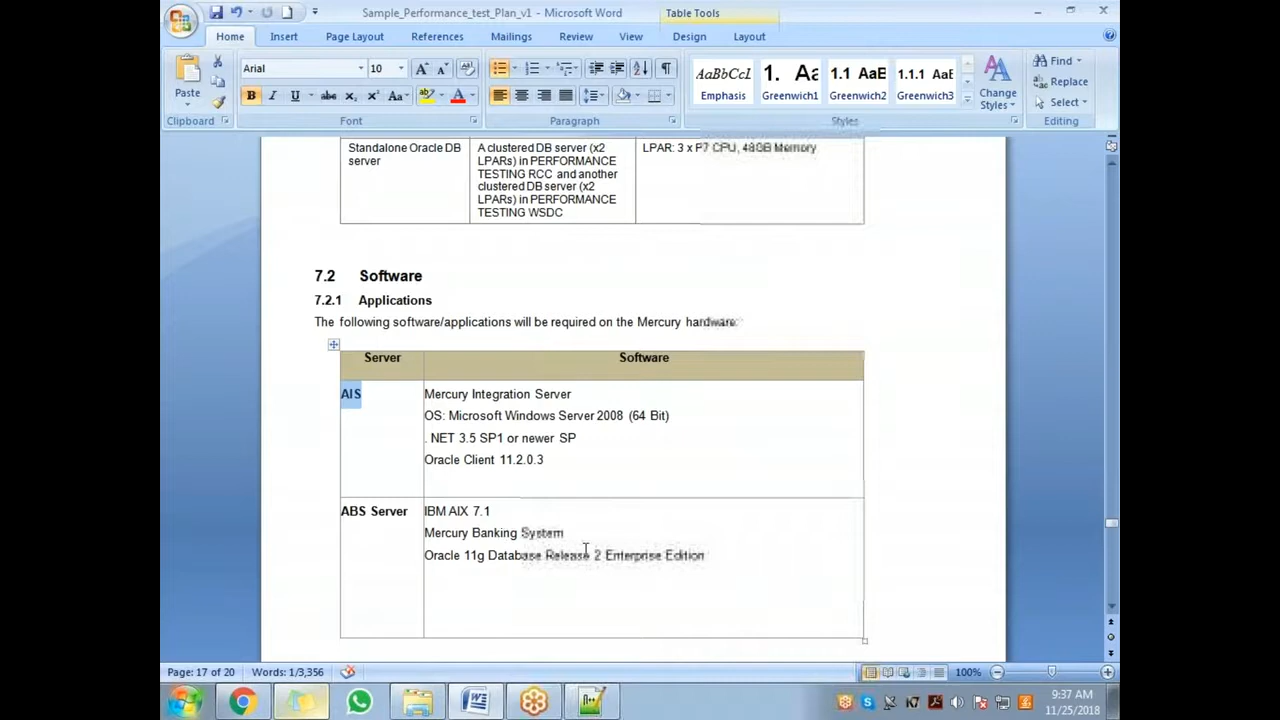 Sample_Performance_test_Plan_v1 - Microsoft Word
Table Tools
Home Insert Page Layout References Mailings Review View Design Layout
Paste
Clipboard
Arial 10
Font
Paragraph
AaBbCcI 1. Aa 1.1 AaE 1.1.1 AaE
Emphasis Greenwich1 Greenwich2 Greenwich3
Change Styles
Styles
Find
Replace
Select
Editing
Standalone Oracle DB
server
A clustered DB server (x2
LPARs) in PERFORMANCE
TESTING RCC and another
clustered DB server (x2
LPARs) in PERFORMANCE
TESTING WSDC
LPAR: 3 x P7 CPU, 48GB Memory
7.2 Software
7.2.1 Applications
The following software/applications will be required on the Mercury hardware:
Server Software
AIS
Mercury Integration Server
OS: Microsoft Windows Server 2008 (64 Bit)
. NET 3.5 SP1 or newer SP
Oracle Client 11.2.0.3
ABS Server
IBM AIX 7.1
Mercury Banking System
Oracle 11g Database Release 2 Enterprise Edition
Page: 17 of 20 Words: 1/3,356 100%
9:37 AM
11/25/2018